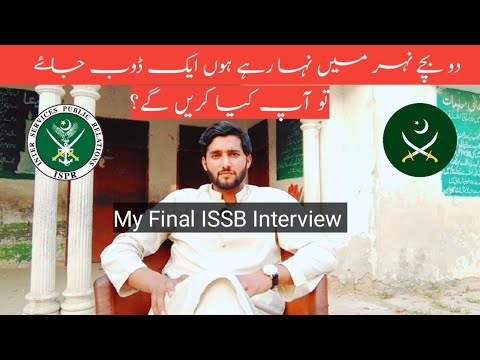 دو بچے نہر میں نہا رہے ہوں ایک ڈوب جائے
تو آپ کیا کریں گے؟
INTER SERVICES PUBLIC RELATIONS
ISPR
My Final ISSB Interview